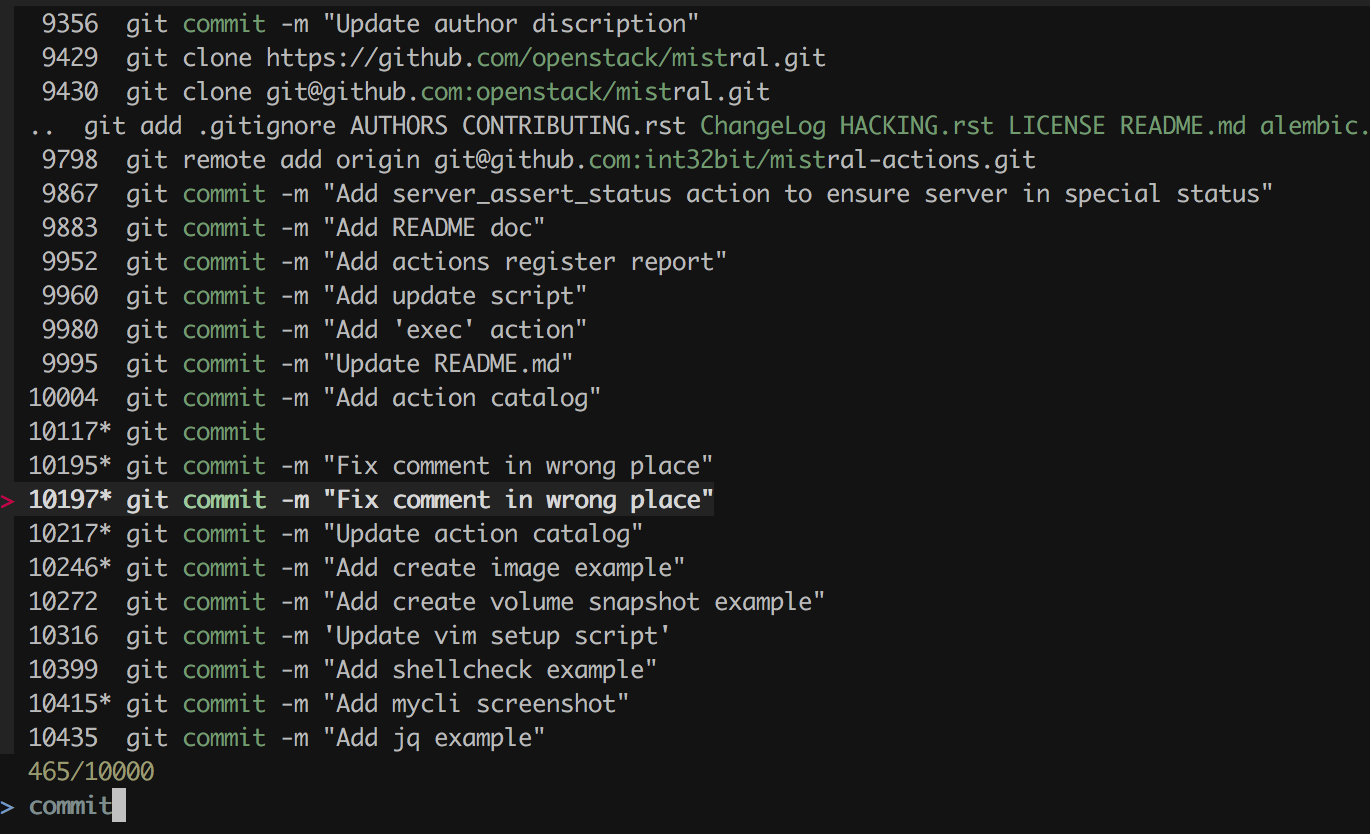 9356  git commit -m "Update author discription"
9429  git clone https://github.com/openstack/mistral.git
9430  git clone git@github.com:openstack/mistral.git
..  git add .gitignore AUTHORS CONTRIBUTING.rst ChangeLog HACKING.rst LICENSE README.md alembic.
9798  git remote add origin git@github.com:int32bit/mistral-actions.git
9867  git commit -m "Add server_assert_status action to ensure server in special status"
9883  git commit -m "Add README doc"
9952  git commit -m "Add actions register report"
9960  git commit -m "Add update script"
9980  git commit -m "Add 'exec' action"
9995  git commit -m "Update README.md"
10004  git commit -m "Add action catalog"
10117* git commit
10195* git commit -m "Fix comment in wrong place"
> 10197* git commit -m "Fix comment in wrong place"
10217* git commit -m "Update action catalog"
10246* git commit -m "Add create image example"
10272  git commit -m "Add create volume snapshot example"
10316  git commit -m 'Update vim setup script'
10399  git commit -m "Add shellcheck example"
10415* git commit -m "Add mycli screenshot"
10435  git commit -m "Add jq example"
465/10000
> commit